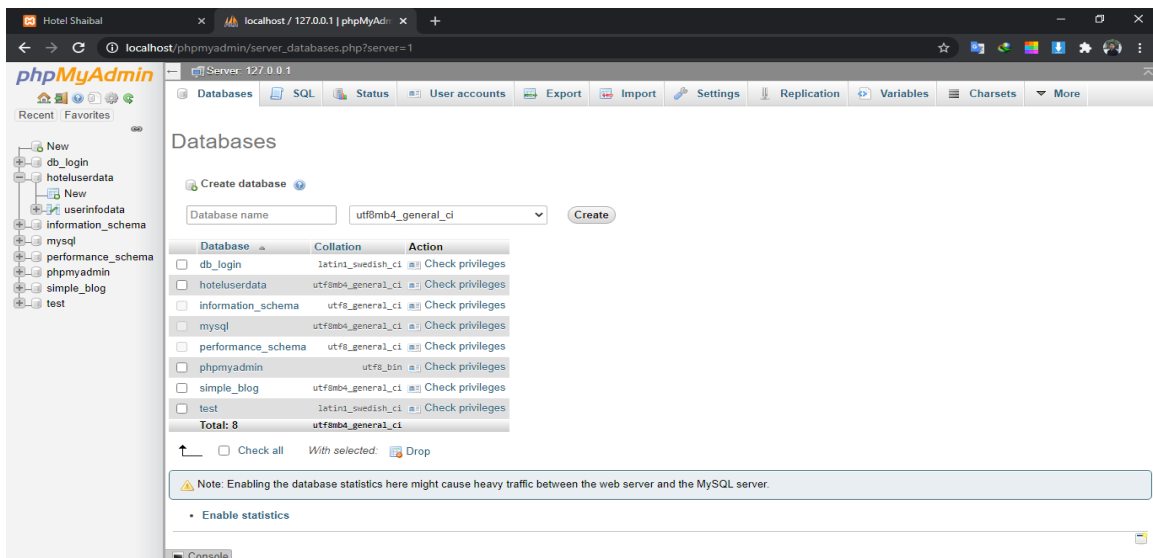 Hotel Shaibal
localhost / 127.0.0.1 | phpMyAdm
localhost/phpmyadmin/server_databases.php?server=1
phpMyAdmin
Recent Favorites
New
db_login
hoteluserdata
New
userinfodata
information_schema
mysql
performance_schema
phpmyadmin
simple_blog
test
Server: 127.0.0.1
Databases SQL Status User accounts Export Import Settings Replication Variables Charsets More
Databases
Create database
Database name utf8mb4_general_ci Create
Database Collation Action
db_login latin1_swedish_ci Check privileges
hoteluserdata utf8mb4_general_ci Check privileges
information_schema utf8_general_ci Check privileges
mysql utf8mb4_general_ci Check privileges
performance_schema utf8_general_ci Check privileges
phpmyadmin utf8_bin Check privileges
simple_blog utf8mb4_general_ci Check privileges
test latin1_swedish_ci Check privileges
Total: 8 utf8mb4_general_ci
Check all With selected: Drop
Note: Enabling the database statistics here might cause heavy traffic between the web server and the MySQL server.
Enable statistics
Console